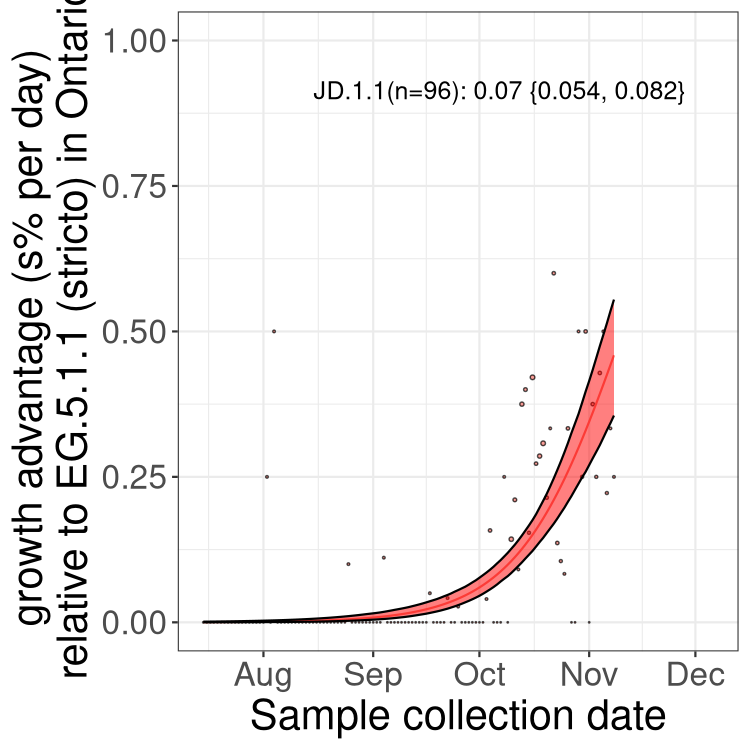 growth advantage (s% per day)
relative to EG.5.1.1 (stricto) in Ontario
1.00
0.75
0.50
0.25
0.00
JD.1.1(n=96): 0.07 {0.054, 0.082}
Aug Sep Oct Nov Dec
Sample collection date